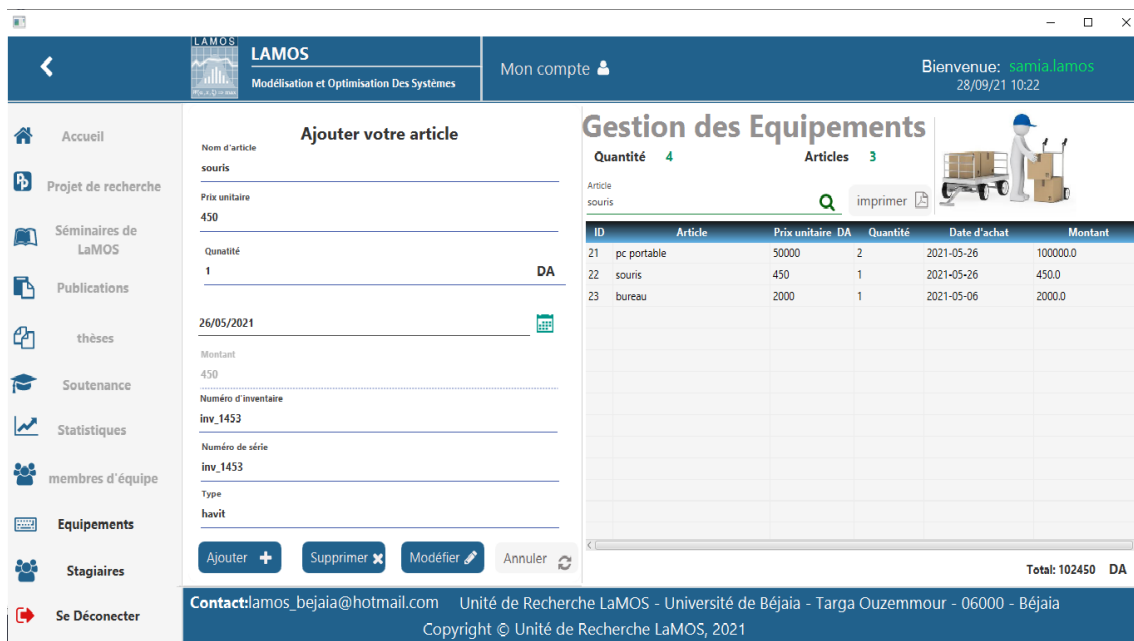 LAMOS
LAMOS
Modélisation et Optimisation Des Systèmes
Mon compte
Bienvenue: samia.lamos
28/09/21 10:22
Accueil
Projet de recherche
Séminaires de
LaMOS
Publications
thèses
Soutenance
Statistiques
membres d'équipe
Equipements
Stagiaires
Se Déconecter
Ajouter votre article
Nom d'article
souris
Prix unitaire
450
Qunatité
1 DA
26/05/2021
Montant
450
Numéro d'inventaire
inv_1453
Numéro de série
inv_1453
Type
havit
Ajouter Supprimer Modéfier Annuler
Gestion des Equipements
Quantité 4 Articles 3
Article
souris
imprimer
ID Article Prix unitaire DA Quantité Date d'achat Montant
21 pc portable 50000 2 2021-05-26 100000.0
22 souris 450 1 2021-05-26 450.0
23 bureau 2000 1 2021-05-06 2000.0
Total: 102450 DA
Contact:lamos_bejaia@hotmail.com Unité de Recherche LaMOS - Université de Béjaia - Targa Ouzemmour - 06000 - Béjaia
Copyright © Unité de Recherche LaMOS, 2021